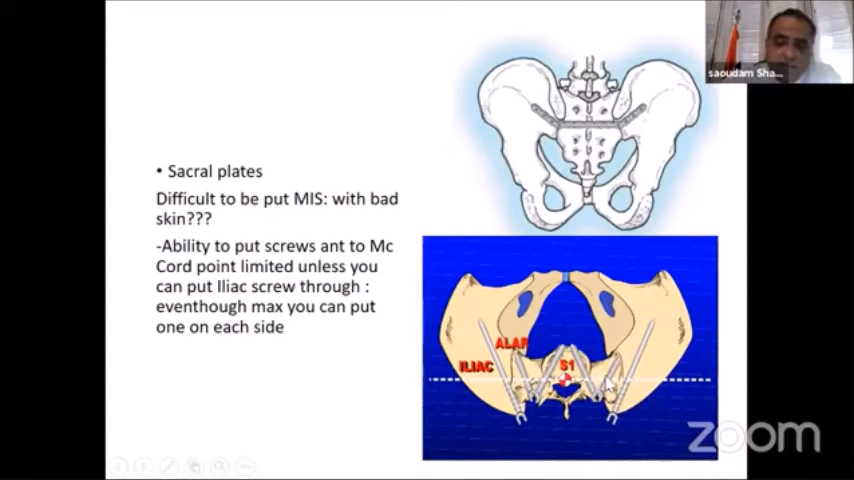 saoudam Sha...
• Sacral plates
Difficult to be put MIS: with bad
skin???
-Ability to put screws ant to Mc
Cord point limited unless you
can put Iliac screw through :
eventhough max you can put
one on each side
ALAR
ILIAC
S1
zoom